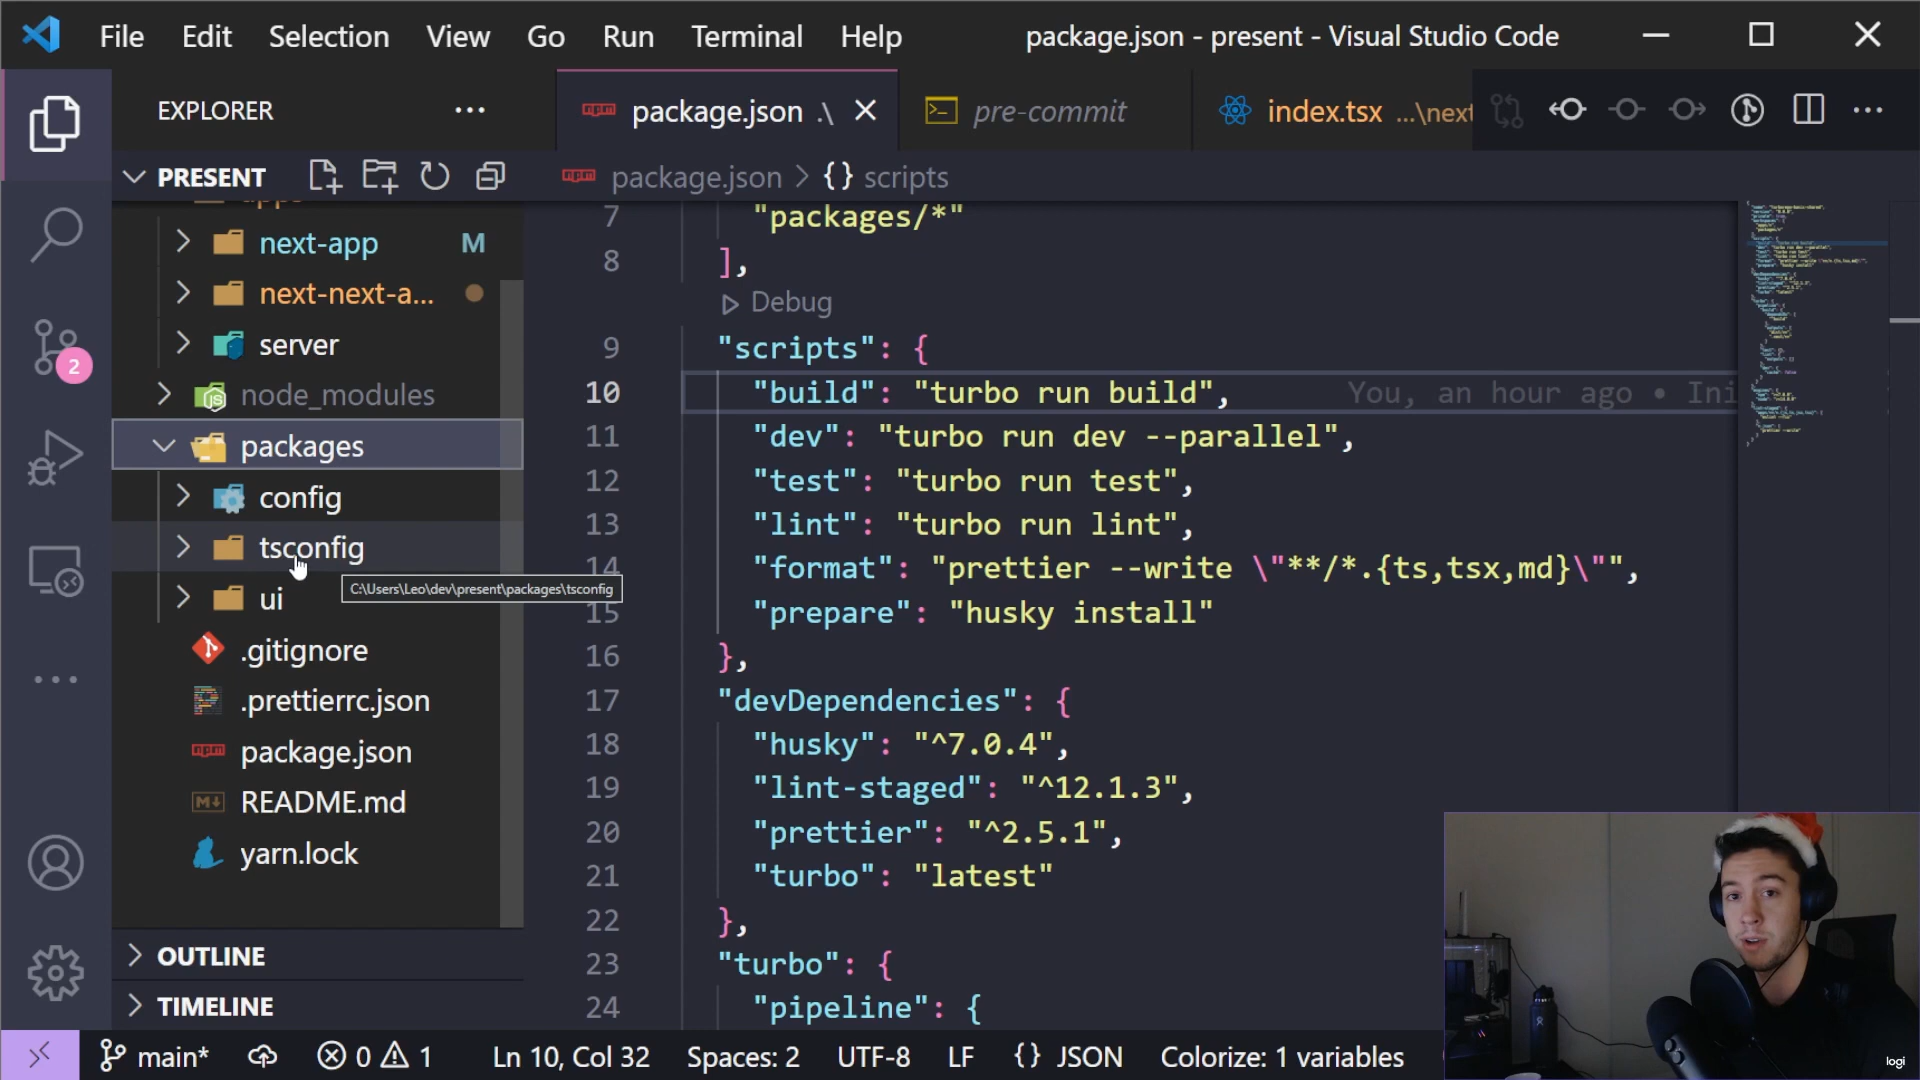 File Edit Selection View Go Run Terminal Help package.json - present - Visual Studio Code
EXPLORER
package.json .\
pre-commit
index.tsx ...\next
PRESENT
package.json > {} scripts
apps
next-app M
next-next-a...
server
node_modules
packages
config
tsconfig
C:\Users\Leo\dev\present\packages\tsconfig
ui
.gitignore
.prettierrc.json
package.json
README.md
yarn.lock
OUTLINE
TIMELINE
2
7 "packages/*"
8 ],
Debug
9 "scripts": {
10 "build": "turbo run build", You, an hour ago • Ini
11 "dev": "turbo run dev --parallel",
12 "test": "turbo run test",
13 "lint": "turbo run lint",
14 "format": "prettier --write \"**/*.{ts,tsx,md}\"",
15 "prepare": "husky install"
16 },
17 "devDependencies": {
18 "husky": "^7.0.4",
19 "lint-staged": "^12.1.3",
20 "prettier": "^2.5.1",
21 "turbo": "latest"
22 },
23 "turbo": {
24 "pipeline": {
logi
main* 0 1 Ln 10, Col 32 Spaces: 2 UTF-8 LF {} JSON Colorize: 1 variables